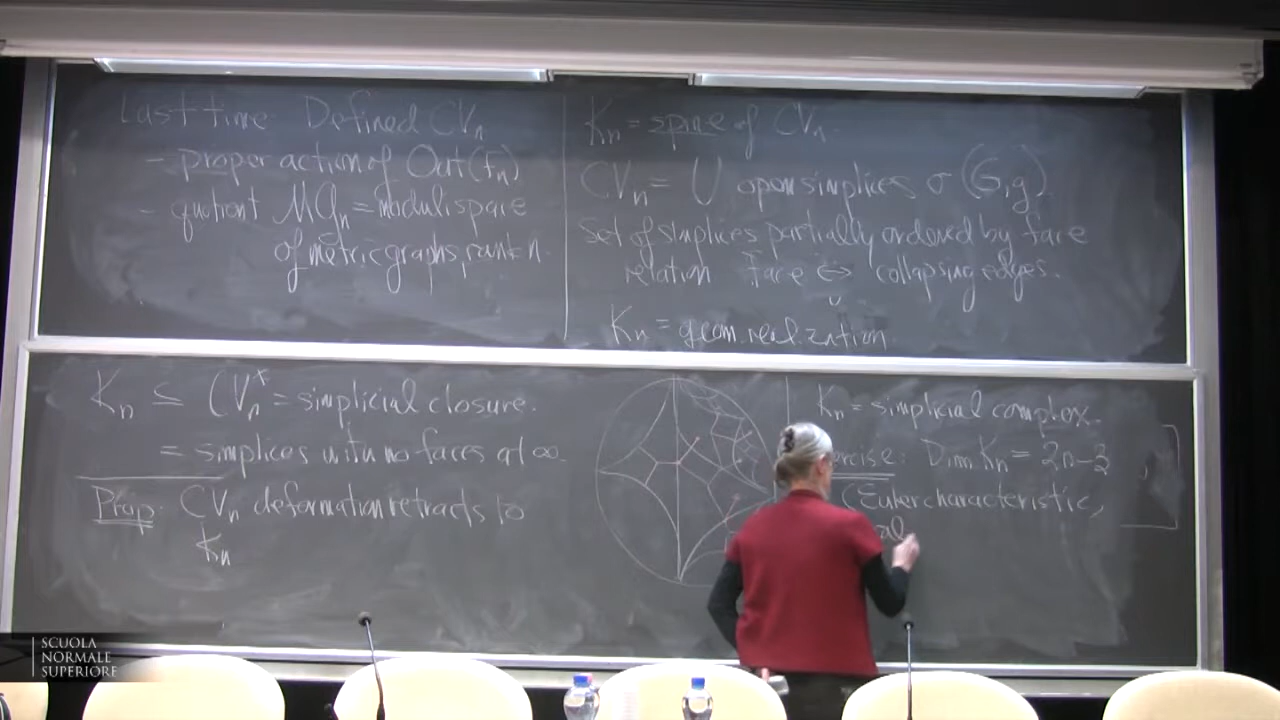 Last time: Defined CVn
- proper action of Out(Fn)
- quotient MGn = moduli space
of metric graphs, rank n.
Kn = spine of CVn.
CVn = ∪ open simplices σ(G,g).
Set of simplices partially ordered by face
relation face ↔ collapsing edges.
Kn = geom. realization
Kn ≤ CVn* = simplicial closure.
= simplices with no faces at ∞.
Prop: CVn deformation retracts to
Kn
Kn = simplicial complex.
ercise: Dim Kn = 2n-3
(Euler characteristic,
SCUOLA
NORMALE
SUPERIORE